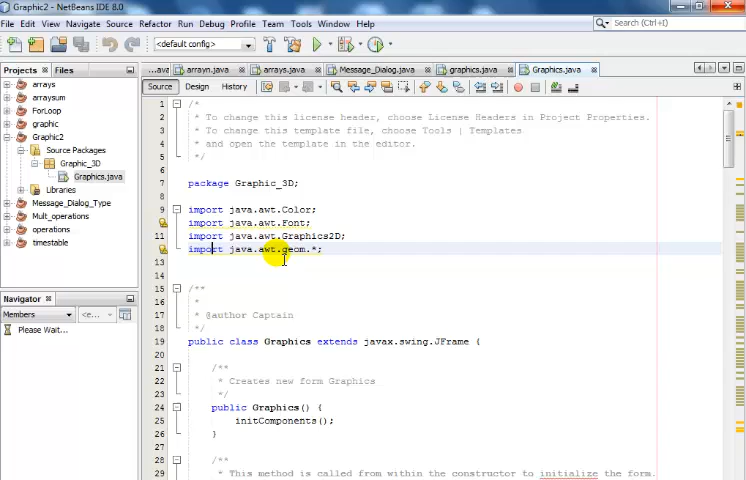 Graphic2 - NetBeans IDE 8.0
File Edit View Navigate Source Refactor Run Debug Profile Team Tools Window Help
<default config>
Search (Ctrl+I)
Projects Files
...ava arrayn.java arrays.java Message_Dialog.java graphics.java Graphics.java
Source Design History
arrays
arraysum
ForLoop
graphic
Graphic2
Source Packages
Graphic_3D
Graphics.java
Libraries
Message_Dialog_Type
Mult_operations
operations
timestable
Navigator
Members <e...
Please Wait...
1 /*
2 * To change this license header, choose License Headers in Project Properties.
3 * To change this template file, choose Tools | Templates
4 * and open the template in the editor.
5 */
6
7 package Graphic_3D;
8
9 import java.awt.Color;
import java.awt.Font;
11 import java.awt.Graphics2D;
import java.awt.geom.*;
13
14
15 /**
16 *
17 * @author Captain
18 */
19 public class Graphics extends javax.swing.JFrame {
20
21 /**
22 * Creates new form Graphics
23 */
24 public Graphics() {
25 initComponents();
26 }
27
28 /**
29 * This method is called from within the constructor to initialize the form.